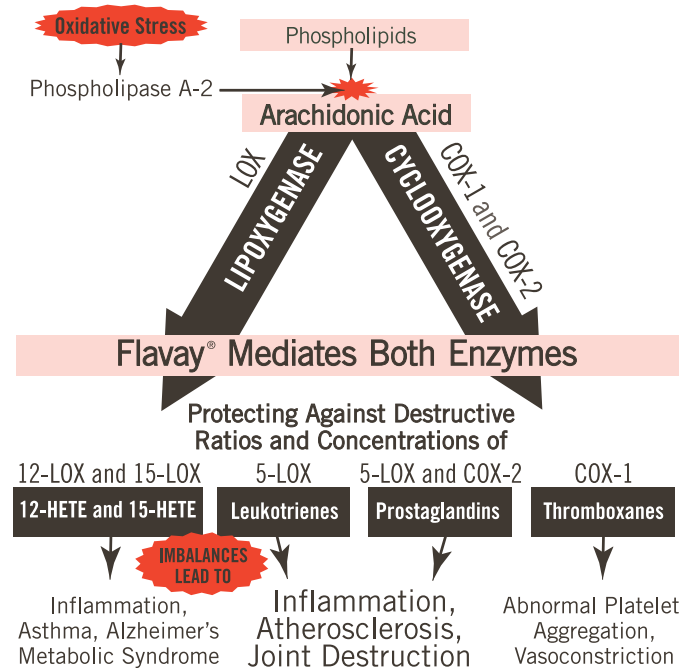 Oxidative Stress
Phospholipids
Phospholipase A-2
Arachidonic Acid
LOX
LIPOXYGENASE
CYCLOOXYGENASE
COX-1 and COX-2
Flavay® Mediates Both Enzymes
Protecting Against Destructive
Ratios and Concentrations of
12-LOX and 15-LOX
5-LOX
5-LOX and COX-2
COX-1
12-HETE and 15-HETE
Leukotrienes
Prostaglandins
Thromboxanes
IMBALANCES
LEAD TO
Inflammation,
Asthma, Alzheimer's
Metabolic Syndrome
Inflammation,
Atherosclerosis,
Joint Destruction
Abnormal Platelet
Aggregation,
Vasoconstriction